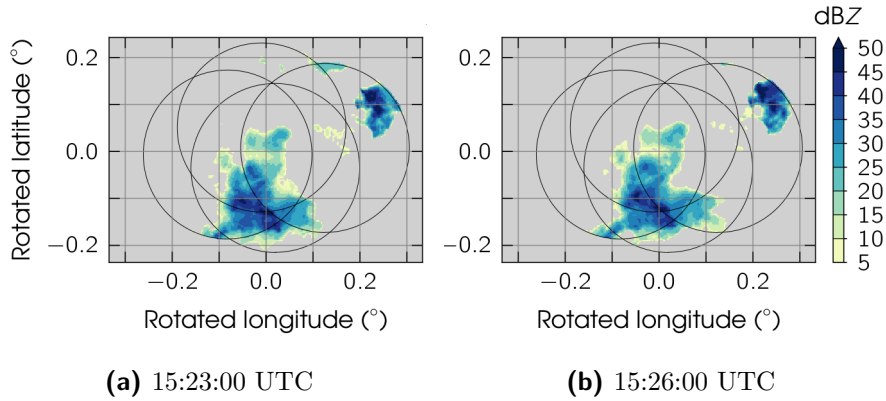 dBZ
Rotated latitude (°)
0.2
0.0
−0.2
−0.2 0.0 0.2
Rotated longitude (°)
0.2
0.0
−0.2
−0.2 0.0 0.2
Rotated longitude (°)
50
45
40
35
30
25
20
15
10
5
(a) 15:23:00 UTC
(b) 15:26:00 UTC